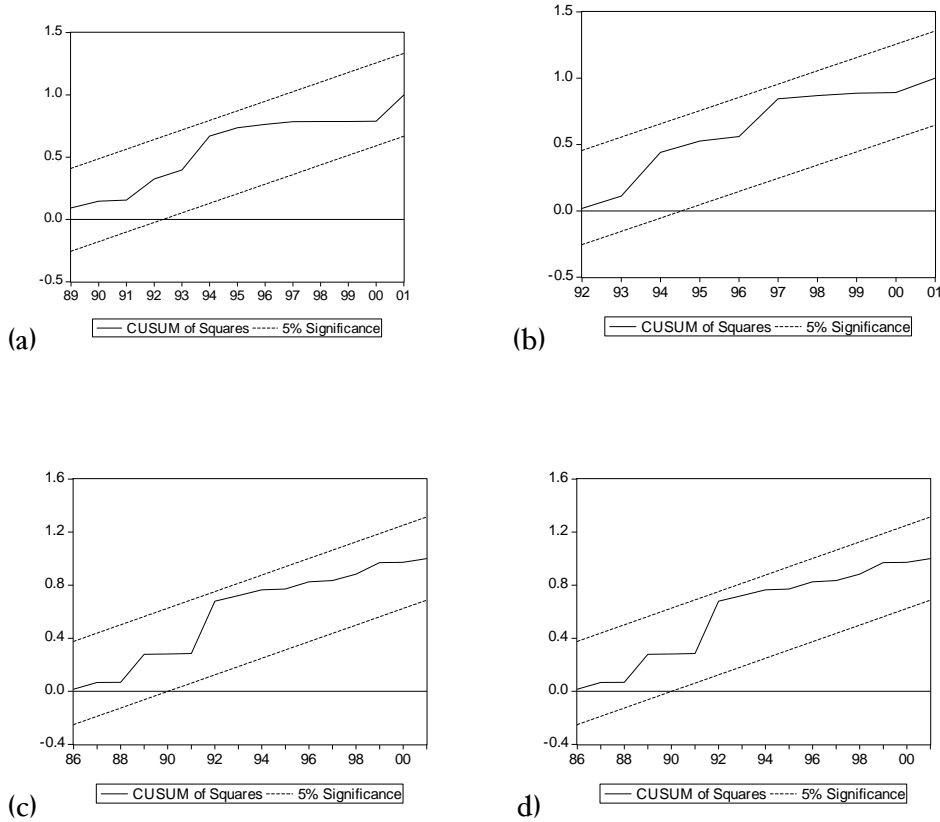 1.5
1.0
0.5
0.0
-0.5
89 90 91 92 93 94 95 96 97 98 99 00 01
CUSUM of Squares 5% Significance
(a)
1.5
1.0
0.5
0.0
-0.5
92 93 94 95 96 97 98 99 00 01
CUSUM of Squares 5% Significance
(b)
1.6
1.2
0.8
0.4
0.0
-0.4
86 88 90 92 94 96 98 00
CUSUM of Squares 5% Significance
(c)
1.6
1.2
0.8
0.4
0.0
-0.4
86 88 90 92 94 96 98 00
CUSUM of Squares 5% Significance
d)